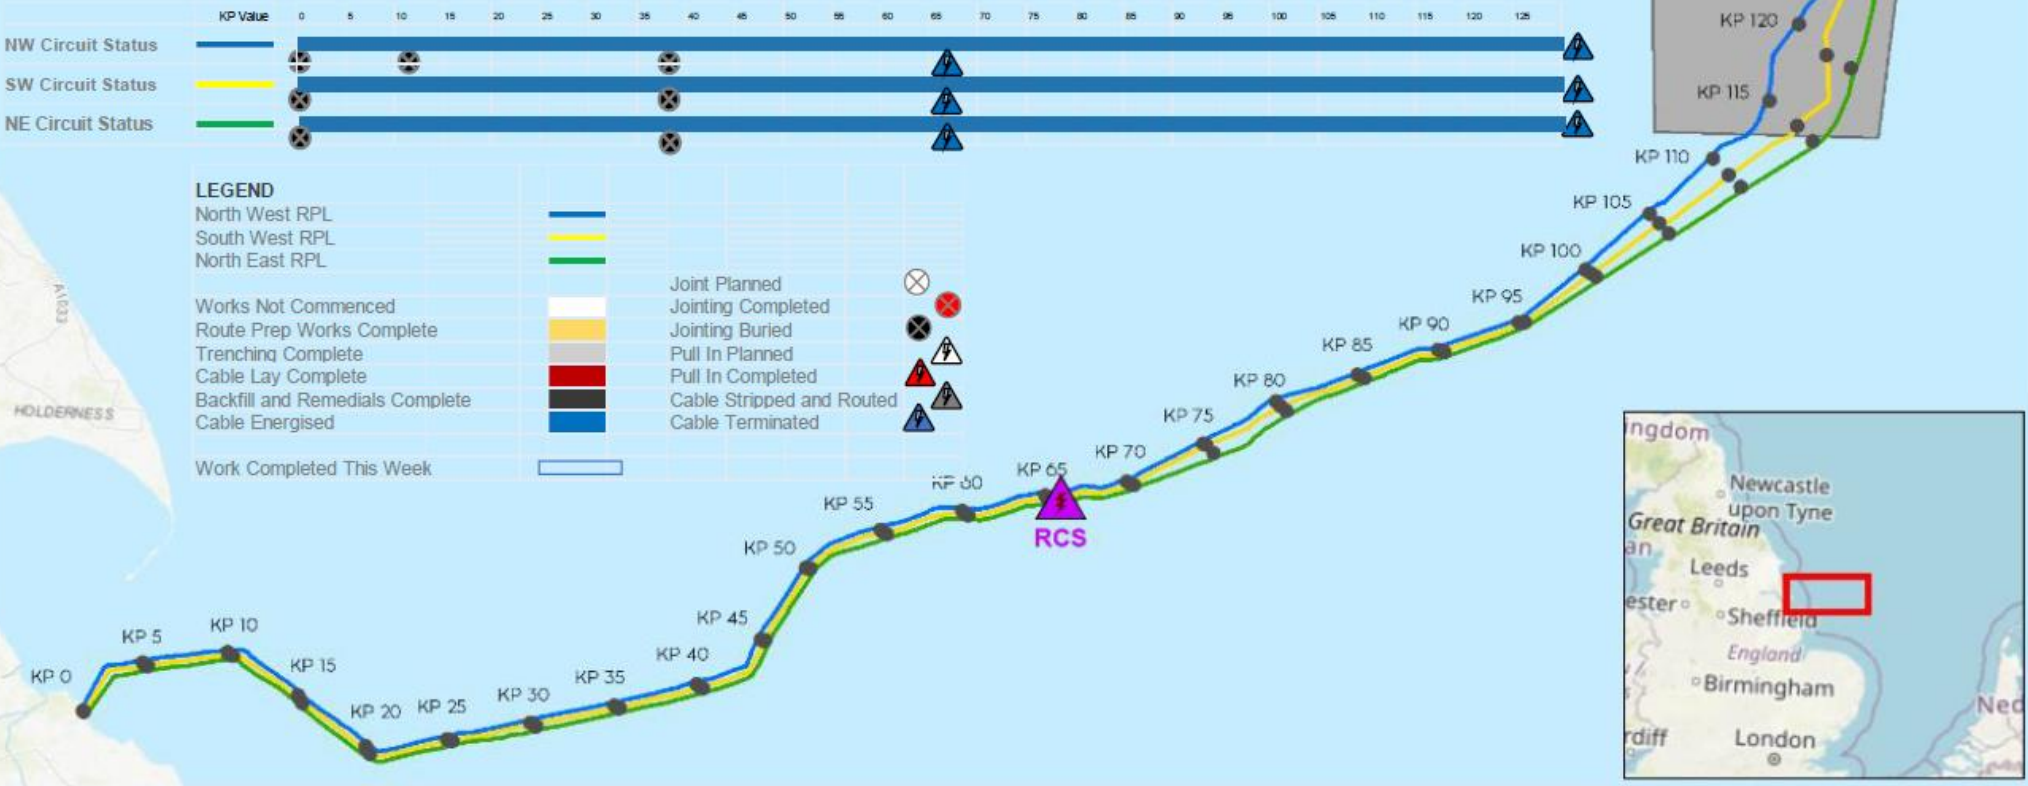 KP Value 0 5 10 15 20 25 30 35 40 45 50 55 60 65 70 75 80 85 90 95 100 105 110 115 120 125
NW Circuit Status
SW Circuit Status
NE Circuit Status
LEGEND
North West RPL
South West RPL
North East RPL
Works Not Commenced
Route Prep Works Complete
Trenching Complete
Cable Lay Complete
Backfill and Remedials Complete
Cable Energised
Work Completed This Week
Joint Planned
Jointing Completed
Jointing Buried
Pull In Planned
Pull In Completed
Cable Stripped and Routed
Cable Terminated
A1033
HOLDERNESS
KP 0
KP 5
KP 10
KP 15
KP 20
KP 25
KP 30
KP 35
KP 40
KP 45
KP 50
KP 55
KP 60
KP 65
RCS
KP 70
KP 75
KP 80
KP 85
KP 90
KP 95
KP 100
KP 105
KP 110
KP 115
KP 120
ingdom
Newcastle
upon Tyne
Great Britain
an
Leeds
ester
Sheffield
England
Birmingham
Ned
rdiff
London